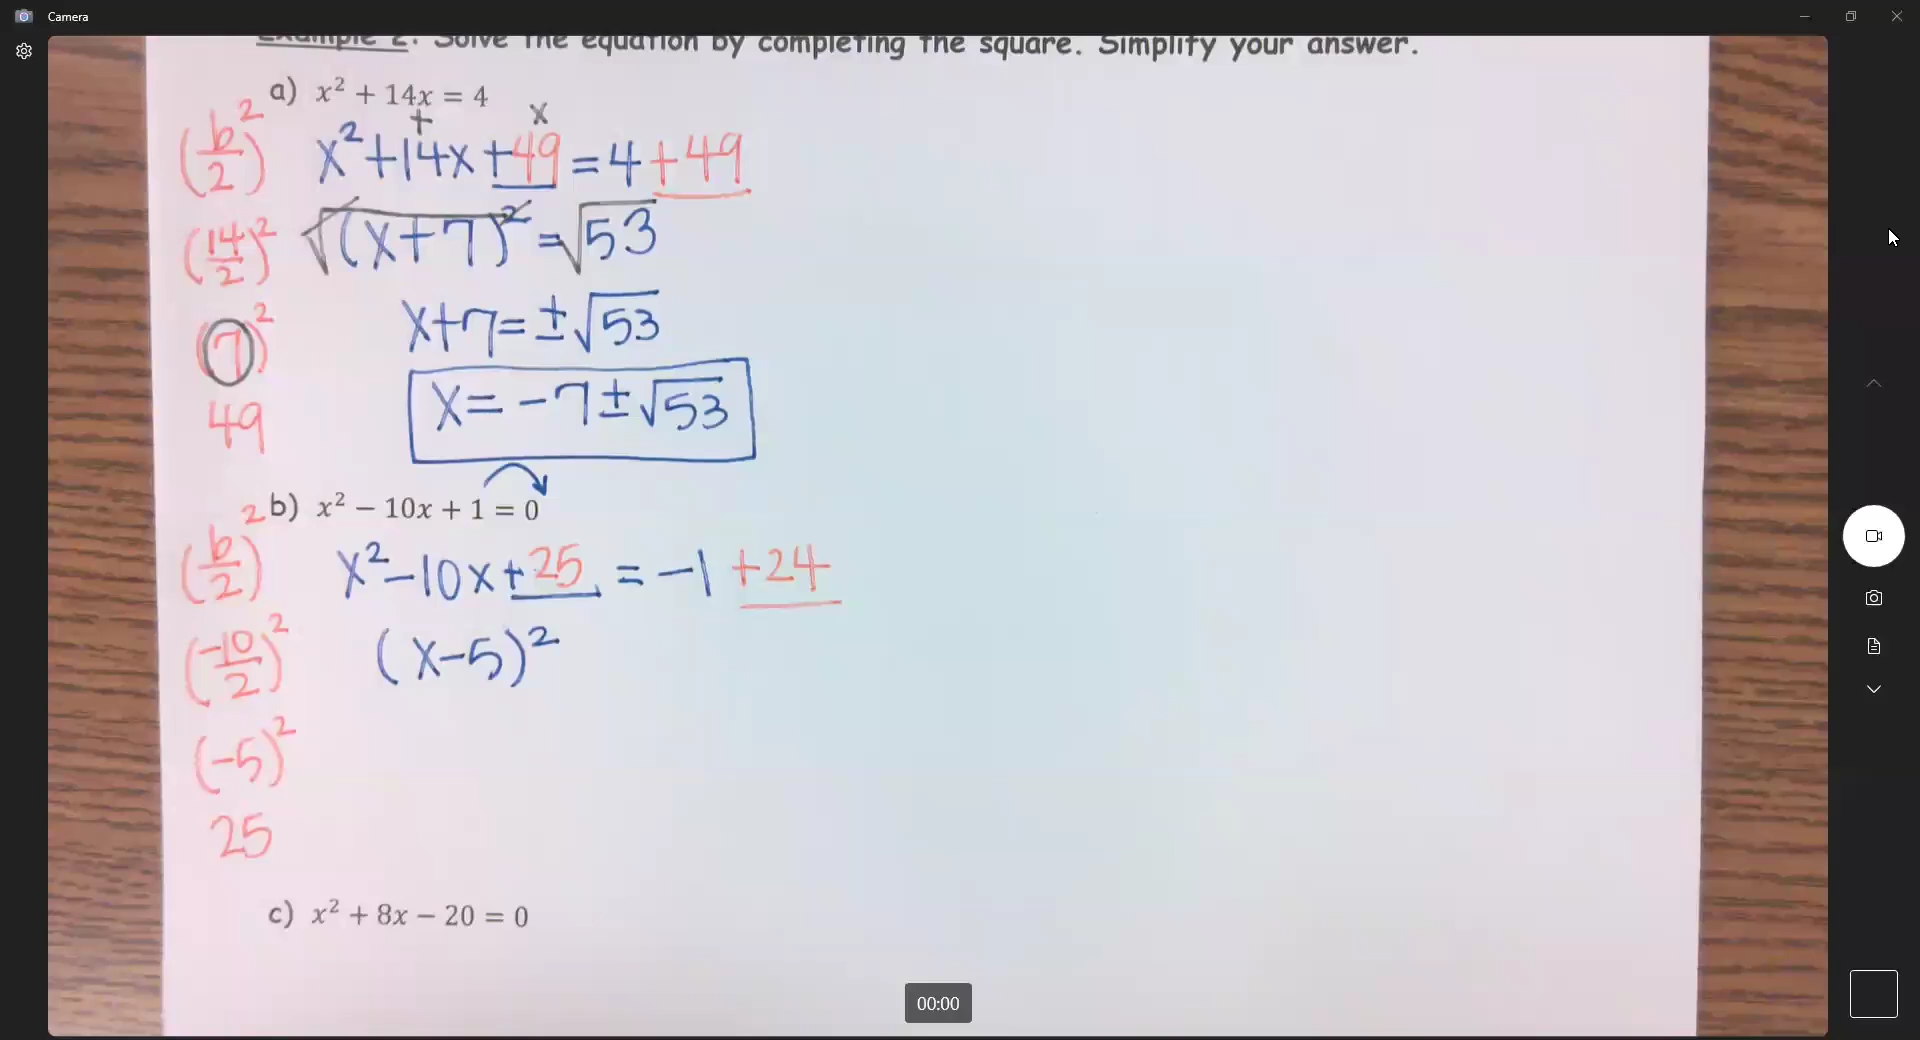 Camera
Example 2: Solve the equation by completing the square. Simplify your answer.
a) x² + 14x = 4
+ x
(b/2)² x²+14x+49 = 4+49
(14/2)² √(x+7)² = √53
(7)² x+7=±√53
49 x= -7±√53
b) x² − 10x + 1 = 0
(b/2)² x²-10x+25 = -1 +24
(-10/2)² (x-5)²
(-5)²
25
c) x² + 8x − 20 = 0
00:00